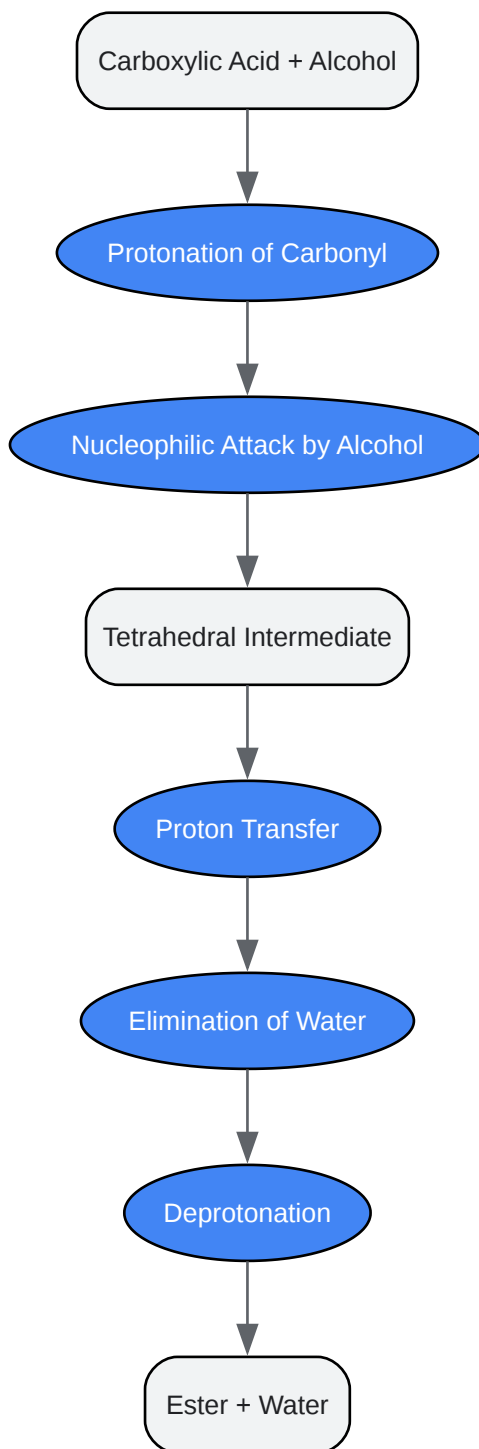 Carboxylic Acid + Alcohol
Protonation of Carbonyl
Nucleophilic Attack by Alcohol
Tetrahedral Intermediate
Proton Transfer
Elimination of Water
Deprotonation
Ester + Water